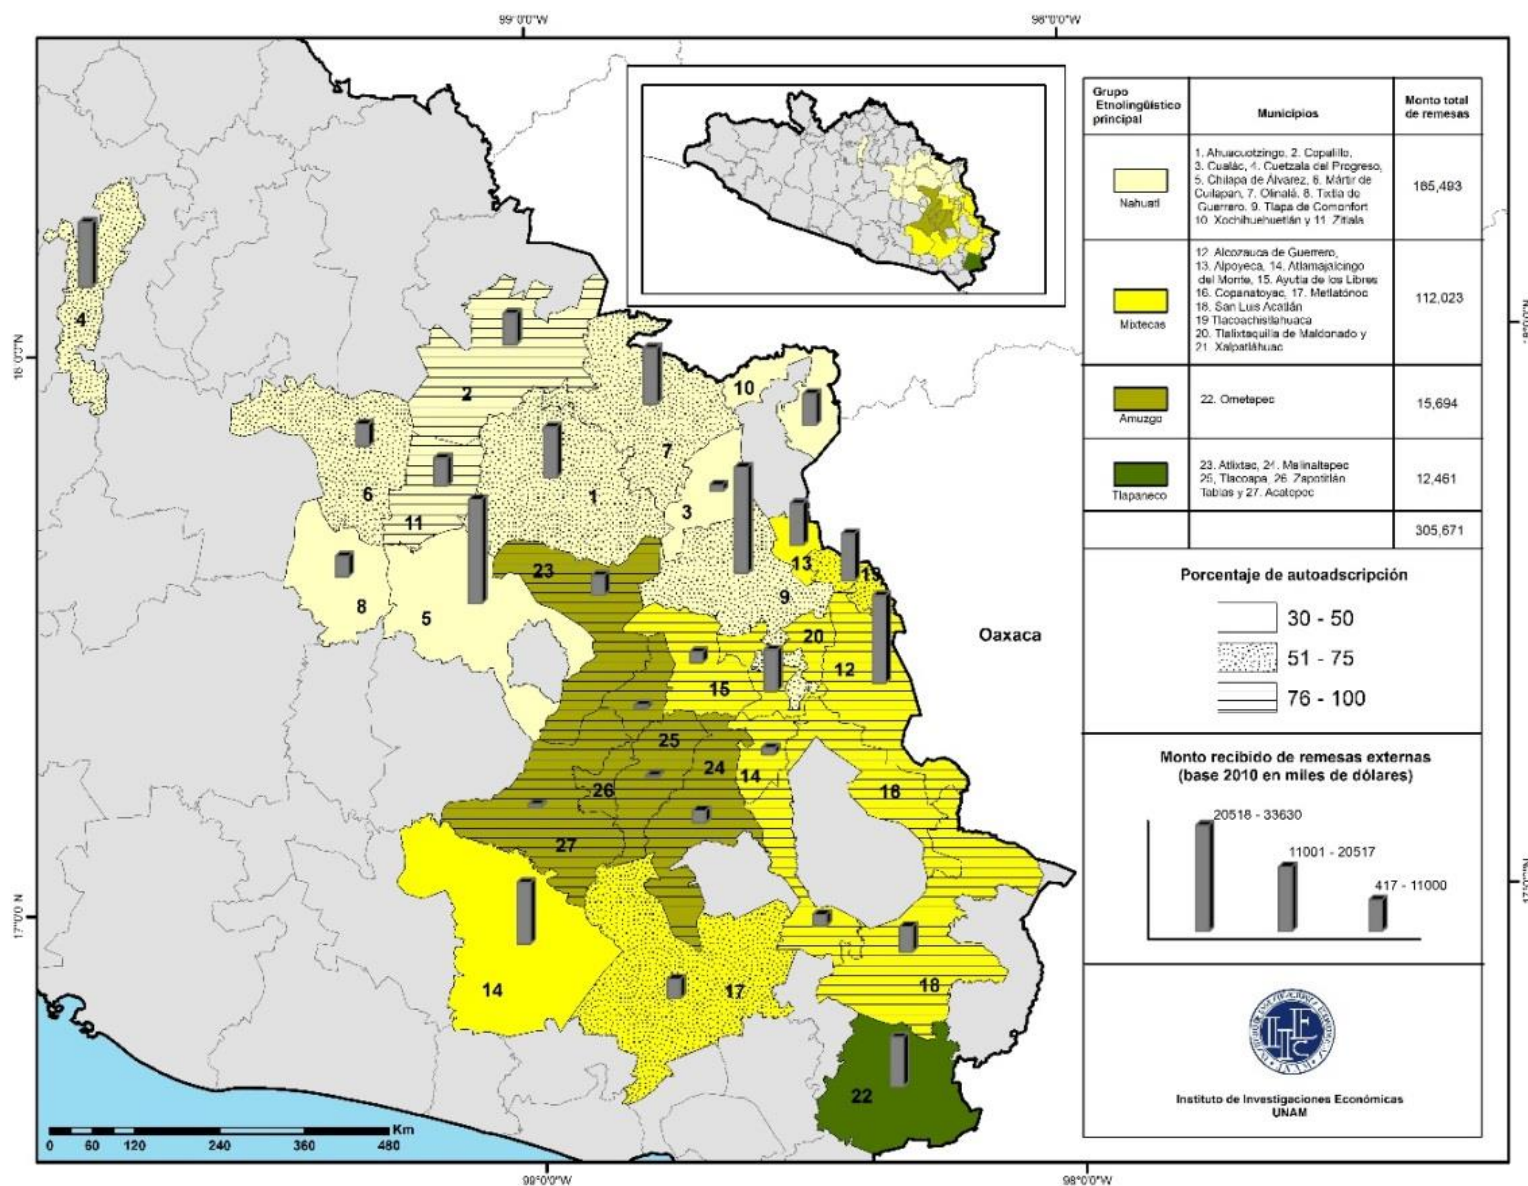 99°0'0"W
98°0'0"W
18°0'0"N
17°0'0"N
4
2
10
7
6
1
11
3
13
13
23
9
8
5
20
12
15
25
24
14
26
16
27
14
17
18
22
Oaxaca
Km
0 60 120 240 360 480
99°0'0"W
98°0'0"W
Grupo
Etnolingüístico
principal
Municipios
Monto total
de remesas
Nahuatl
1. Ahuacuotzingo, 2. Copalillo,
3. Cualác, 4. Cuetzala del Progreso,
5. Chilapa de Álvarez, 6. Mártir de
Cuilapan, 7. Olinalá, 8. Tixtla de
Guerrero, 9. Tlapa de Comonfort
10. Xochihuehuetlán y 11. Zitlala
165,493
Mixtecas
12. Alcozauca de Guerrero,
13. Alpoyeca, 14. Atlamajalcingo
del Monte, 15. Ayutla de los Libres
16. Copanatoyac, 17. Metlatónoc
18. San Luis Acatlán
19 Tlacoachistlahuaca
20. Tlalixtaquilla de Maldonado y
21. Xalpatláhuac
112,023
Amuzgo
22. Ometepec
15,694
Tlapaneco
23. Atlixtac, 24. Malinaltepec
25, Tlacoapa, 26. Zapotitlán
Tablas y 27. Acatepec
12,461
305,671
Porcentaje de autoadscripción
30 - 50
51 - 75
76 - 100
Monto recibido de remesas externas
(base 2010 en miles de dólares)
20518 - 33630
11001 - 20517
417 - 11000
Instituto de Investigaciones Económicas
UNAM